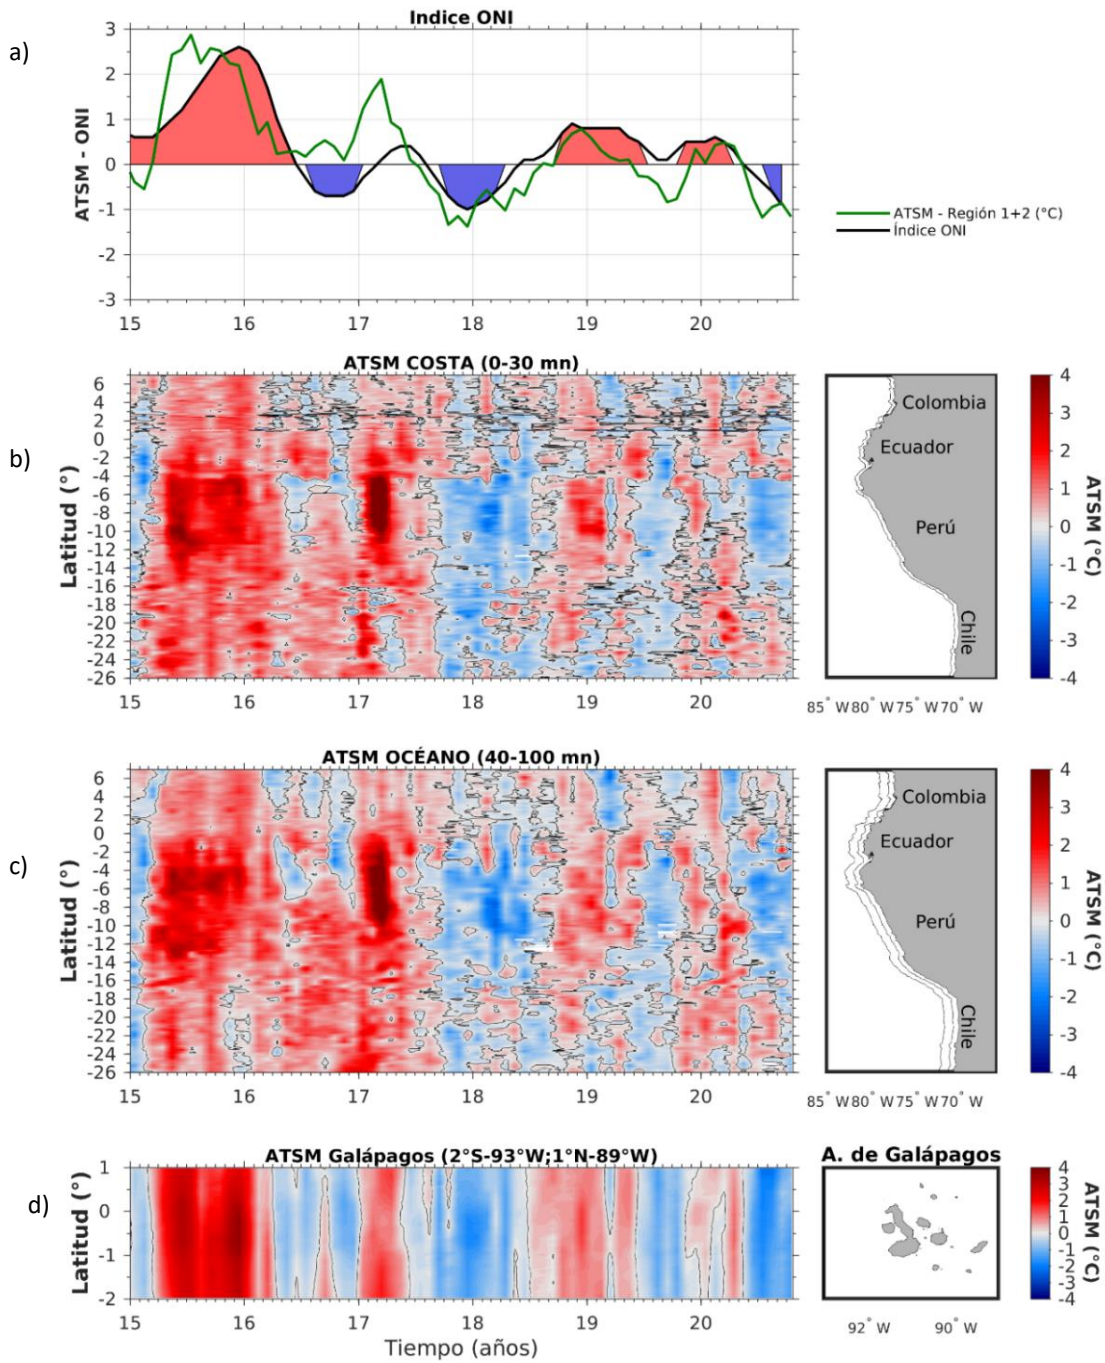 Indice ONI
a)
ATSM - ONI
3
2
1
0
-1
-2
-3
15 16 17 18 19 20
ATSM - Región 1+2 (°C)
Índice ONI
ATSM COSTA (0-30 mn)
b)
Latitud (°)
6
4
2
0
-2
-4
-6
-8
-10
-12
-14
-16
-18
-20
-22
-24
-26
15 16 17 18 19 20
Colombia
Ecuador
Perú
Chile
85° W 80° W 75° W 70° W
4
3
2
1
0
-1
-2
-3
-4
ATSM (°C)
ATSM OCÉANO (40-100 mn)
c)
Latitud (°)
6
4
2
0
-2
-4
-6
-8
-10
-12
-14
-16
-18
-20
-22
-24
-26
15 16 17 18 19 20
Colombia
Ecuador
Perú
Chile
85° W 80° W 75° W 70° W
4
3
2
1
0
-1
-2
-3
-4
ATSM (°C)
ATSM Galápagos (2°S-93°W;1°N-89°W)
d)
Latitud (°)
1
0
-1
-2
15 16 17 18 19 20
Tiempo (años)
A. de Galápagos
92° W 90° W
4
3
2
1
0
-1
-2
-3
-4
ATSM (°C)